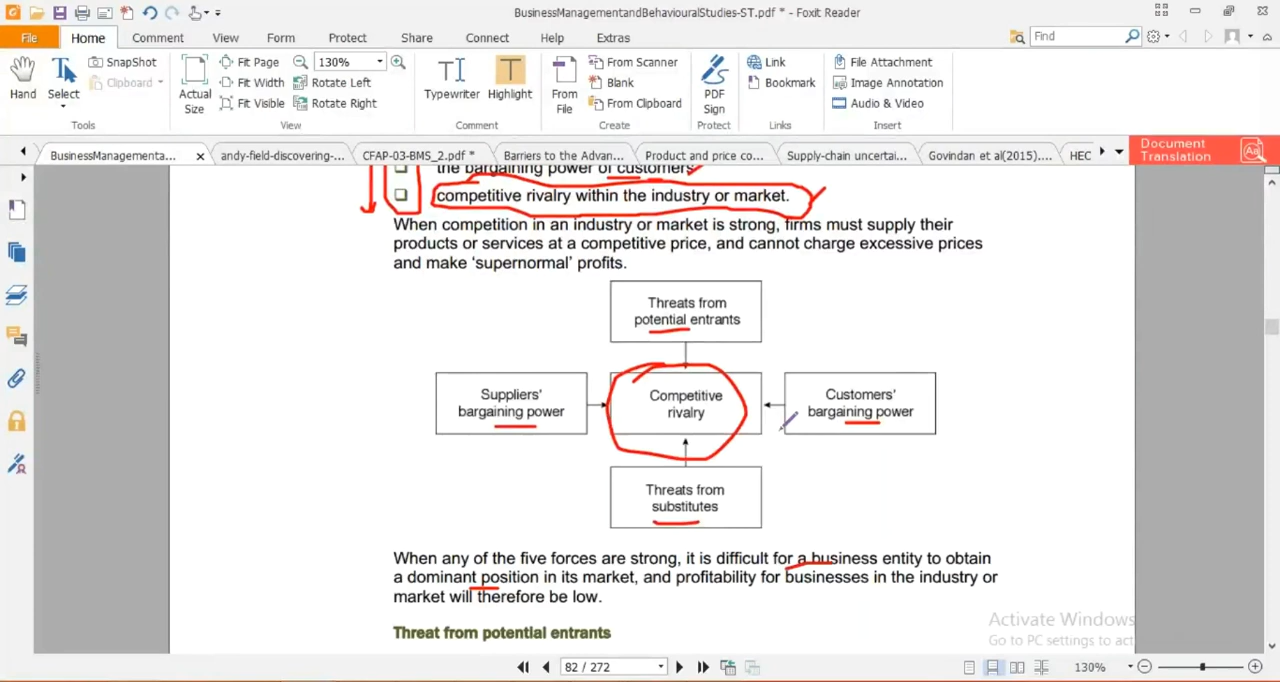 BusinessManagementandBehaviouralStudies-ST.pdf * - Foxit Reader
File
Home
Comment
View
Form
Protect
Share
Connect
Help
Extras
Find
Hand
Select
SnapShot
Clipboard
Tools
Actual Size
Fit Page
Fit Width
Fit Visible
130%
Rotate Left
Rotate Right
View
Typewriter
Highlight
Comment
From File
From Scanner
Blank
From Clipboard
Create
PDF Sign
Protect
Link
Bookmark
Links
File Attachment
Image Annotation
Audio & Video
Insert
BusinessManagementa...
andy-field-discovering-...
CFAP-03-BMS_2.pdf *
Barriers to the Advan...
Product and price co...
Supply-chain uncertai...
Govindan et al(2015)....
HEC
Document Translation
the bargaining power of customers
competitive rivalry within the industry or market.
When competition in an industry or market is strong, firms must supply their
products or services at a competitive price, and cannot charge excessive prices
and make ‘supernormal’ profits.
Threats from
potential entrants
Suppliers’
bargaining power
Competitive
rivalry
Customers’
bargaining power
Threats from
substitutes
When any of the five forces are strong, it is difficult for a business entity to obtain
a dominant position in its market, and profitability for businesses in the industry or
market will therefore be low.
Threat from potential entrants
Activate Windows
Go to PC settings to act
82 / 272
130%